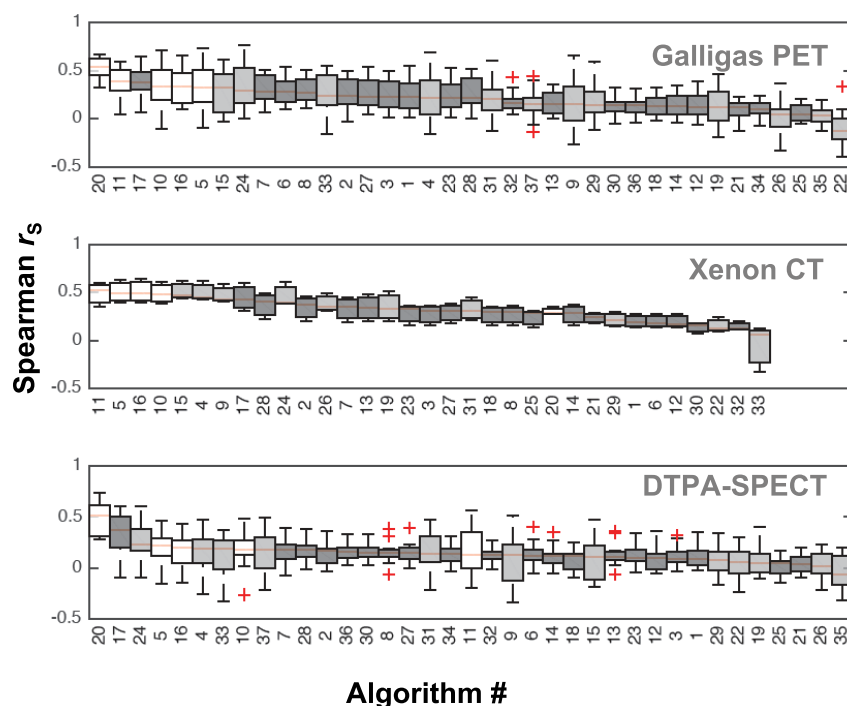 1
0.5
0
-0.5
Galligas PET
20 11 17 10 16 5 15 24 7 6 8 33 2 27 3 1 4 23 28 31 32 37 13 9 29 30 36 18 14 12 19 21 34 26 25 35 22
1
0.5
0
-0.5
Xenon CT
11 5 16 10 15 4 9 17 28 24 2 26 7 13 19 23 3 27 31 18 8 25 20 14 21 29 1 6 12 30 22 32 33
Spearman rS
1
0.5
0
-0.5
DTPA-SPECT
20 17 24 5 16 4 33 10 37 7 28 2 36 30 8 27 31 34 11 32 9 6 14 18 15 13 23 12 3 1 29 22 19 25 21 26 35
Algorithm #